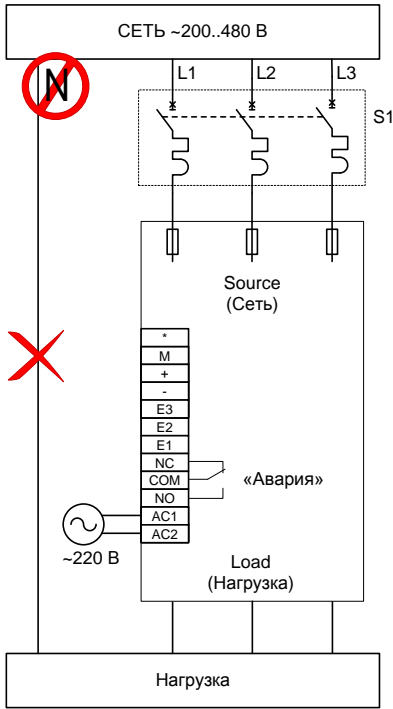 СЕТЬ ~200..480 В
N
L1
L2
L3
S1
Source
(Сеть)
*
M
+
-
E3
E2
E1
NC
COM
«Авария»
NO
AC1
AC2
~220 В
Load
(Нагрузка)
Нагрузка